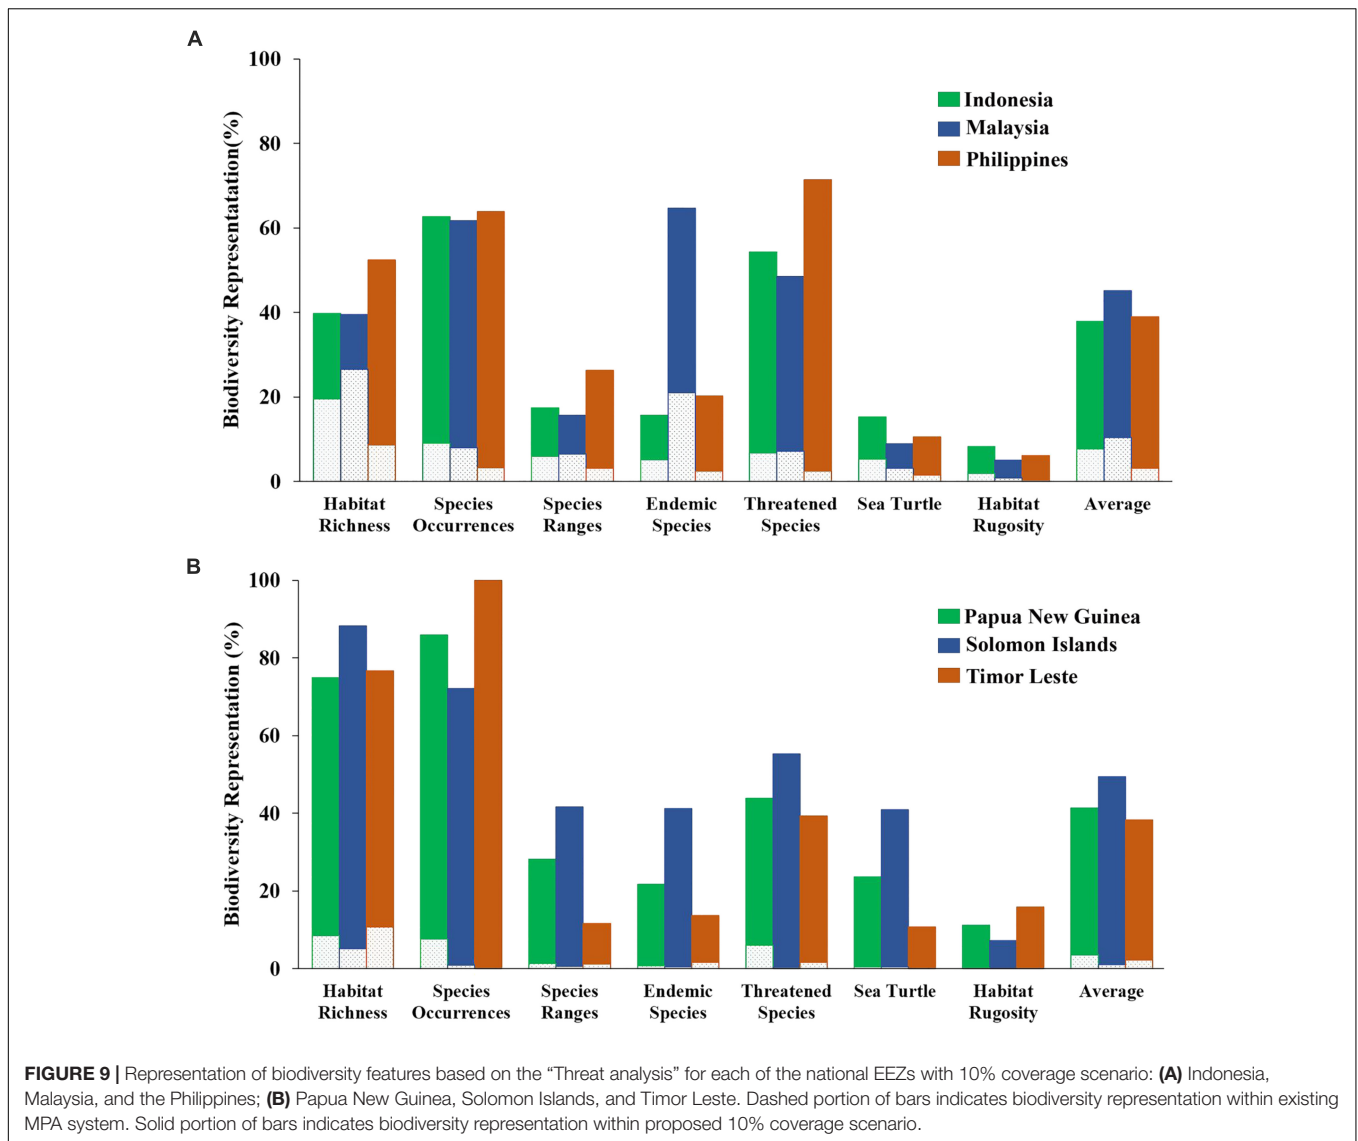 A
100
80
60
40
20
0
Biodiversity Representatation(%)
Indonesia
Malaysia
Philippines
Habitat Richness
Species Occurrences
Species Ranges
Endemic Species
Threatened Species
Sea Turtle
Habitat Rugosity
Average
B
100
80
60
40
20
0
Biodiversity Representation (%)
Papua New Guinea
Solomon Islands
Timor Leste
Habitat Richness
Species Occurrences
Species Ranges
Endemic Species
Threatened Species
Sea Turtle
Habitat Rugosity
Average
FIGURE 9 | Representation of biodiversity features based on the “Threat analysis” for each of the national EEZs with 10% coverage scenario: (A) Indonesia,
Malaysia, and the Philippines; (B) Papua New Guinea, Solomon Islands, and Timor Leste. Dashed portion of bars indicates biodiversity representation within existing
MPA system. Solid portion of bars indicates biodiversity representation within proposed 10% coverage scenario.